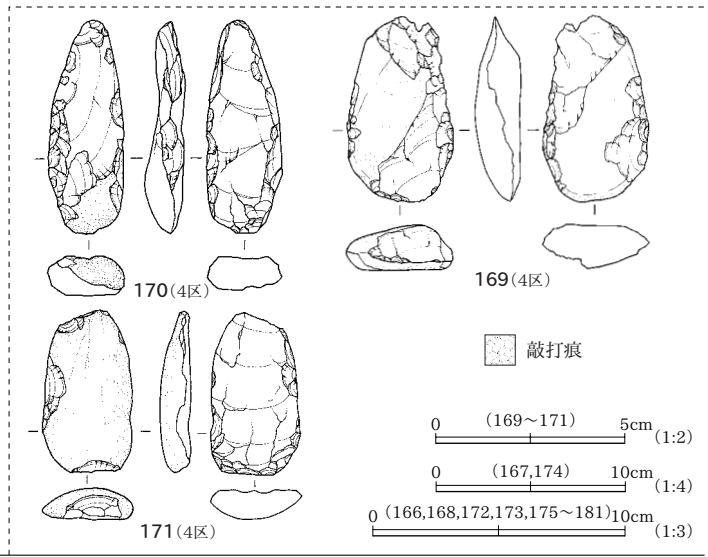 170(4区)
169(4区)
171(4区)
敲打痕
0 (169〜171) 5cm (1:2)
0 (167,174) 10cm (1:4)
0 (166,168,172,173,175〜181) 10cm (1:3)